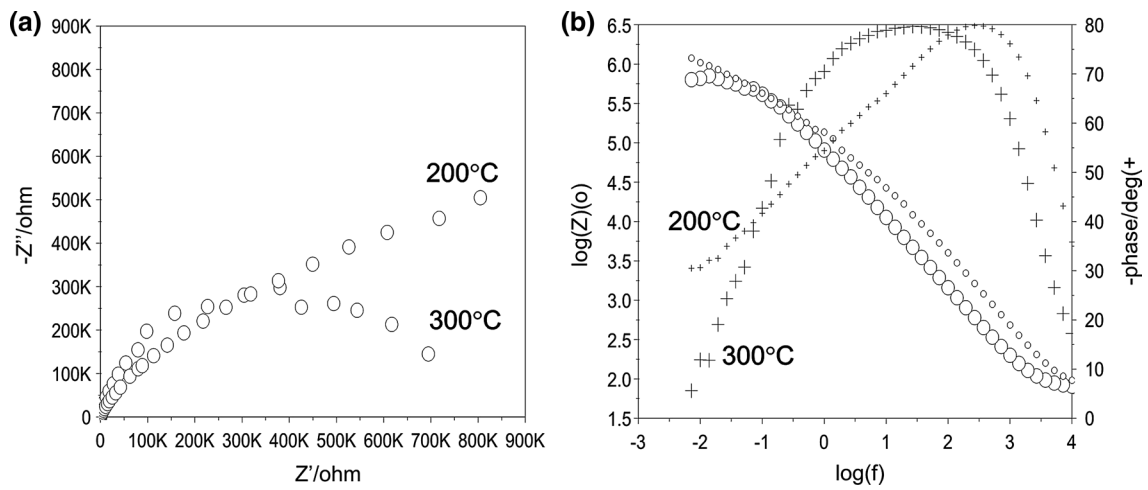 (a)
900K
800K
700K
600K
500K
400K
300K
200K
100K
0
-Z''/ohm
200°C
300°C
0 100K 200K 300K 400K 500K 600K 700K 800K 900K
Z'/ohm
(b)
6.5
6.0
5.5
5.0
4.5
4.0
3.5
3.0
2.5
2.0
1.5
log(Z)(o)
200°C
300°C
80
70
60
50
40
30
20
10
0
-phase/deg(+
-3 -2 -1 0 1 2 3 4
log(f)